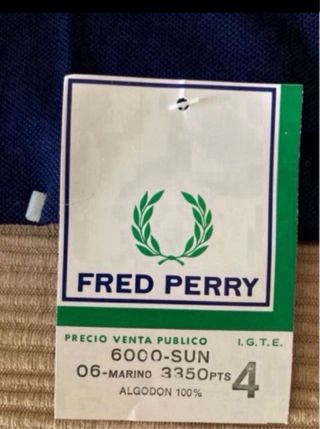 FRED PERRY
PRECIO VENTA PUBLICO I.G.T.E.
6000-SUN
06-MARINO 3350PTS 4
ALGODON 100%